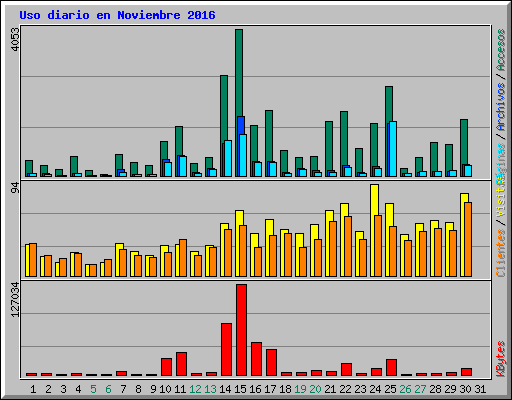 Uso diario en Noviembre 2016
4053
94
127034
Accesos
Archivos /
Páginas /
Visitas /
Clientes /
KBytes
1 2 3 4 5 6 7 8 9 10 11 12 13 14 15 16 17 18 19 20 21 22 23 24 25 26 27 28 29 30 31